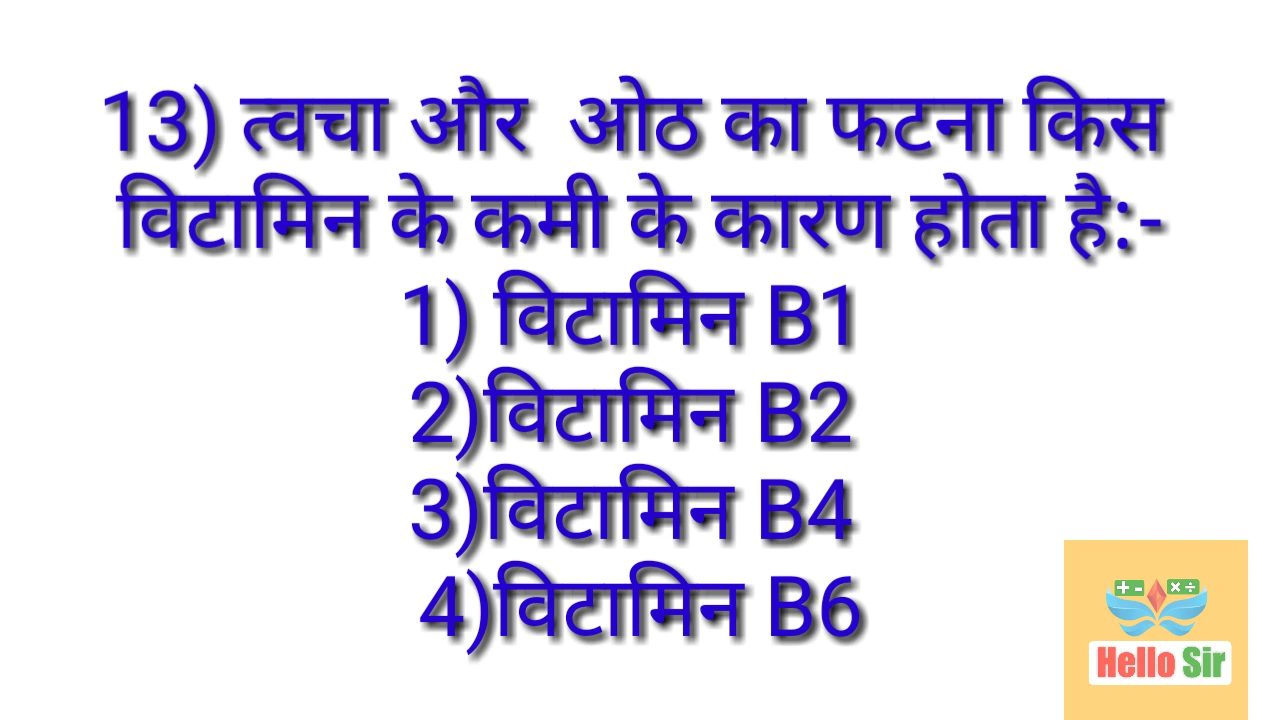 13) त्वचा और ओठ का फटना किस
विटामिन के कमी के कारण होता है:-
1) विटामिन B1
2)विटामिन B2
3)विटामिन B4
4)विटामिन B6
+ - × ÷
Hello Sir